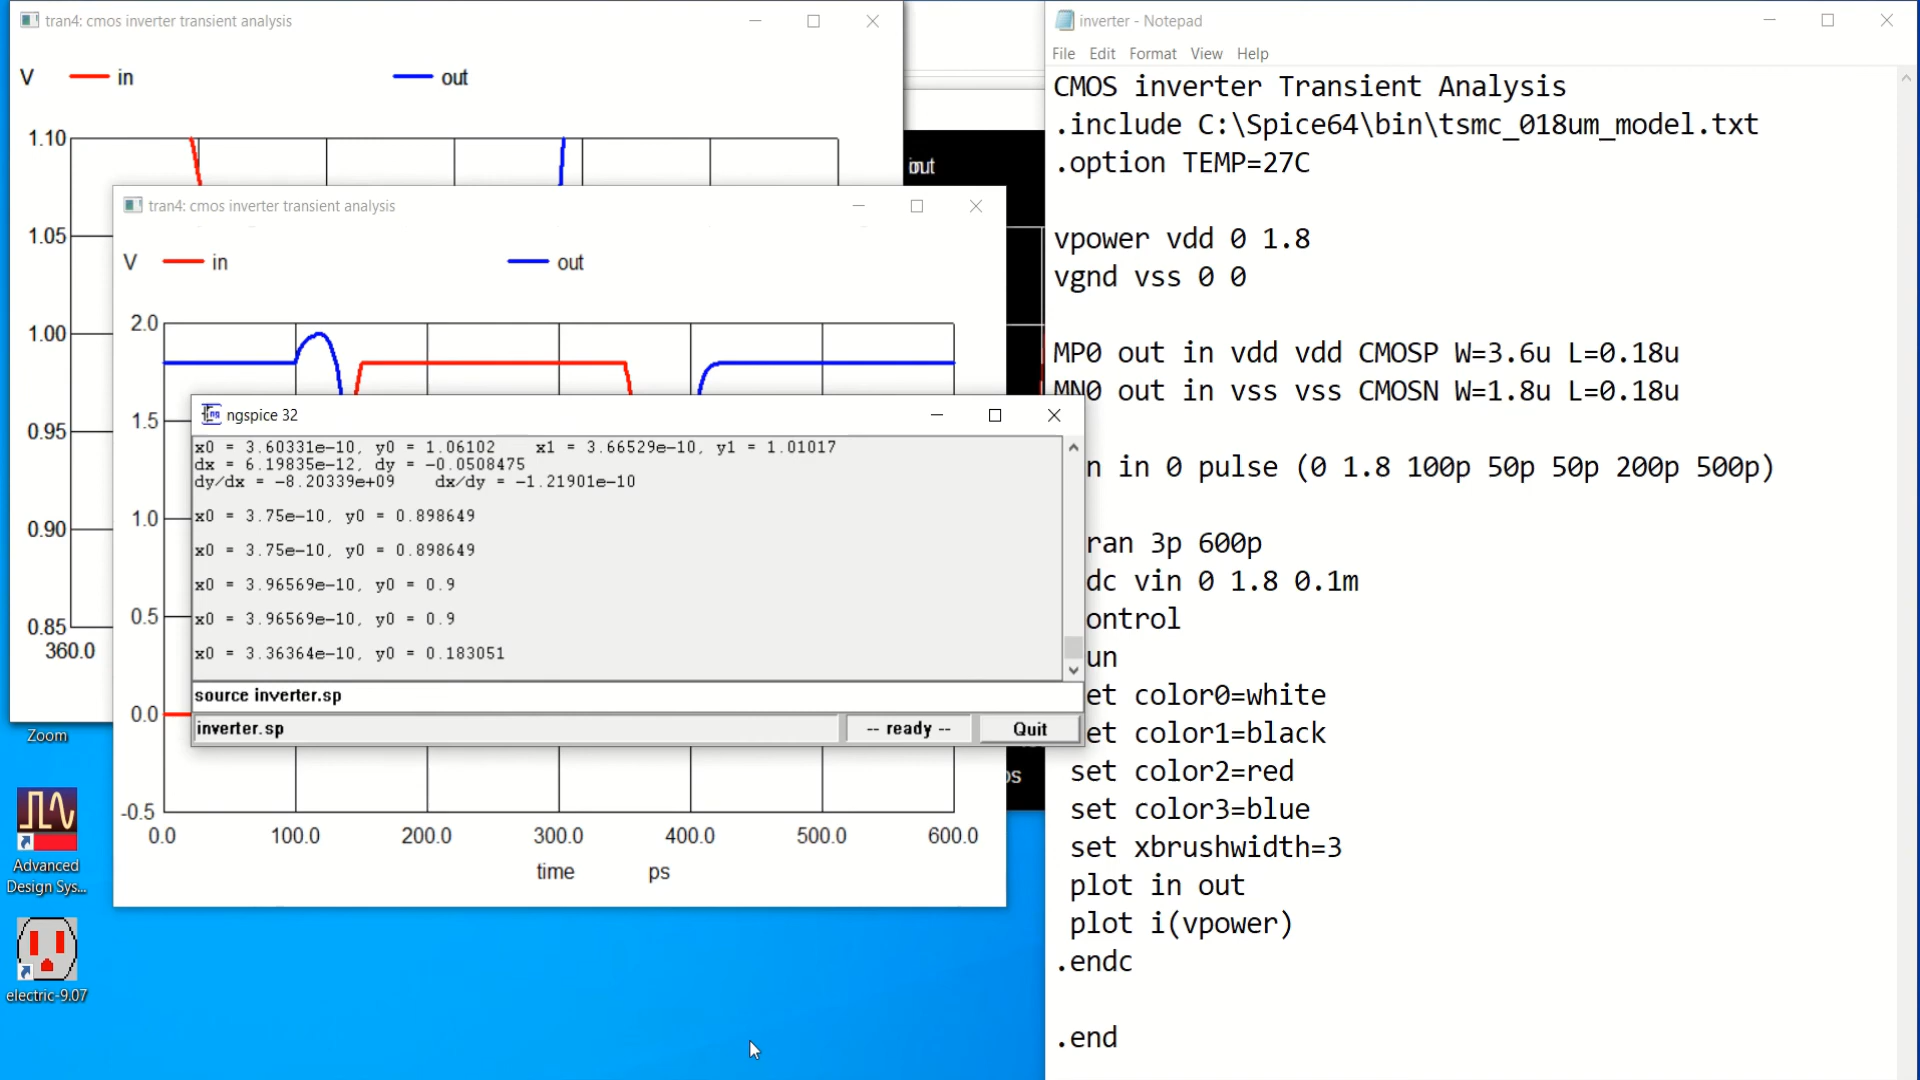 tran4: cmos inverter transient analysis
V in out
1.10
1.05
1.00
0.95
0.90
0.85
360.0
out
tran4: cmos inverter transient analysis
V in out
2.0
1.5
1.0
0.5
0.0
-0.5
0.0 100.0 200.0 300.0 400.0 500.0 600.0
time ps
ngspice 32
x0 = 3.60331e-10, y0 = 1.06102 x1 = 3.66529e-10, y1 = 1.01017
dx = 6.19835e-12, dy = -0.0508475
dy/dx = -8.20339e+09 dx/dy = -1.21901e-10
x0 = 3.75e-10, y0 = 0.898649
x0 = 3.75e-10, y0 = 0.898649
x0 = 3.96569e-10, y0 = 0.9
x0 = 3.96569e-10, y0 = 0.9
x0 = 3.36364e-10, y0 = 0.183051
source inverter.sp
inverter.sp -- ready -- Quit
Zoom
Advanced
Design Sys...
electric-9.07
inverter - Notepad
File Edit Format View Help
CMOS inverter Transient Analysis
.include C:\Spice64\bin\tsmc_018um_model.txt
.option TEMP=27C
vpower vdd 0 1.8
vgnd vss 0 0
MP0 out in vdd vdd CMOSP W=3.6u L=0.18u
MN0 out in vss vss CMOSN W=1.8u L=0.18u
n in 0 pulse (0 1.8 100p 50p 50p 200p 500p)
ran 3p 600p
dc vin 0 1.8 0.1m
ontrol
un
et color0=white
et color1=black
set color2=red
set color3=blue
set xbrushwidth=3
plot in out
plot i(vpower)
.endc
.end